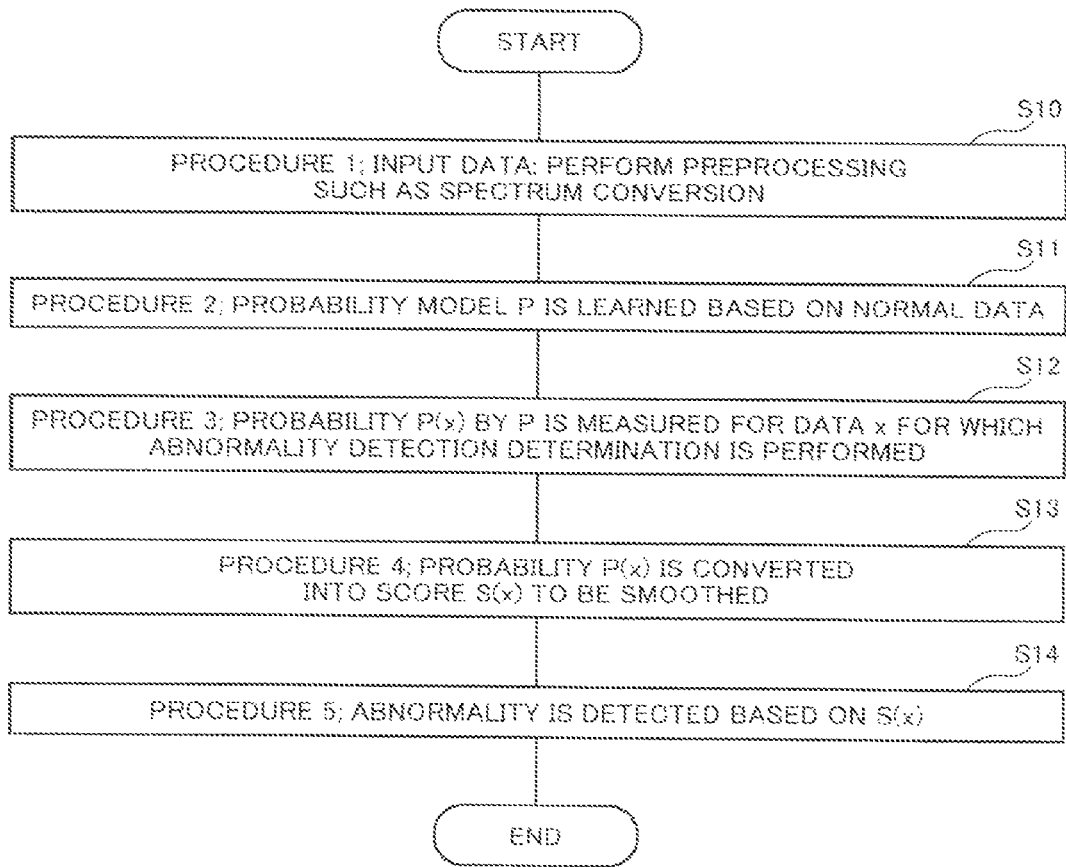 START
S10
PROCEDURE 1; INPUT DATA: PERFORM PREPROCESSING
SUCH AS SPECTRUM CONVERSION
S11
PROCEDURE 2; PROBABILITY MODEL P IS LEARNED BASED ON NORMAL DATA
S12
PROCEDURE 3; PROBABILITY P(x) BY P IS MEASURED FOR DATA x FOR WHICH
ABNORMALITY DETECTION DETERMINATION IS PERFORMED
S13
PROCEDURE 4; PROBABILITY P(x) IS CONVERTED
INTO SCORE S(x) TO BE SMOOTHED
S14
PROCEDURE 5; ABNORMALITY IS DETECTED BASED ON S(x)
END